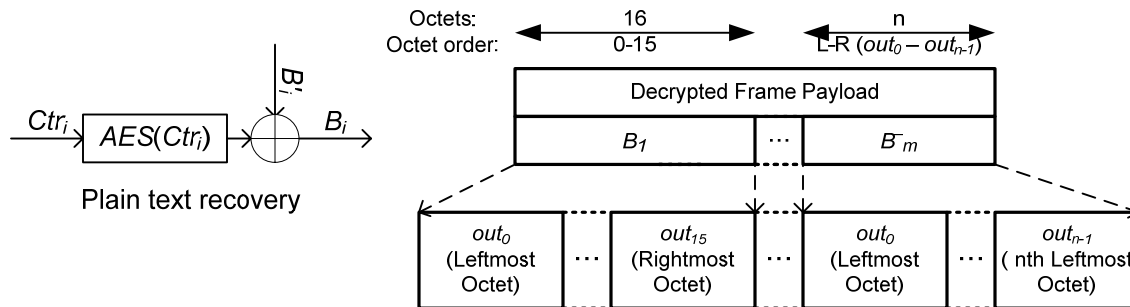 Octets: 16 n
Octet order: 0-15 L-R (out0 – outn-1)
B'i
Ctri AES(Ctri) Bi
Plain text recovery
Decrypted Frame Payload
B1 ... B⁻m
out0 (Leftmost Octet) ... out15 (Rightmost Octet) ... out0 (Leftmost Octet) ... outn-1 ( nth Leftmost Octet)